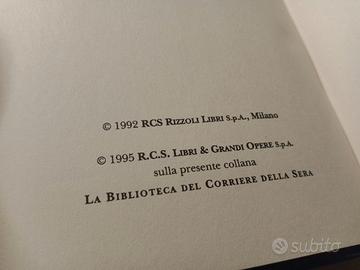 © 1992 RCS RIZZOLI LIBRI S.p.A., Milano
© 1995 R.C.S. LIBRI & GRANDI OPERE S.p.A.
sulla presente collana
LA BIBLIOTECA DEL CORRIERE DELLA SERA
subito